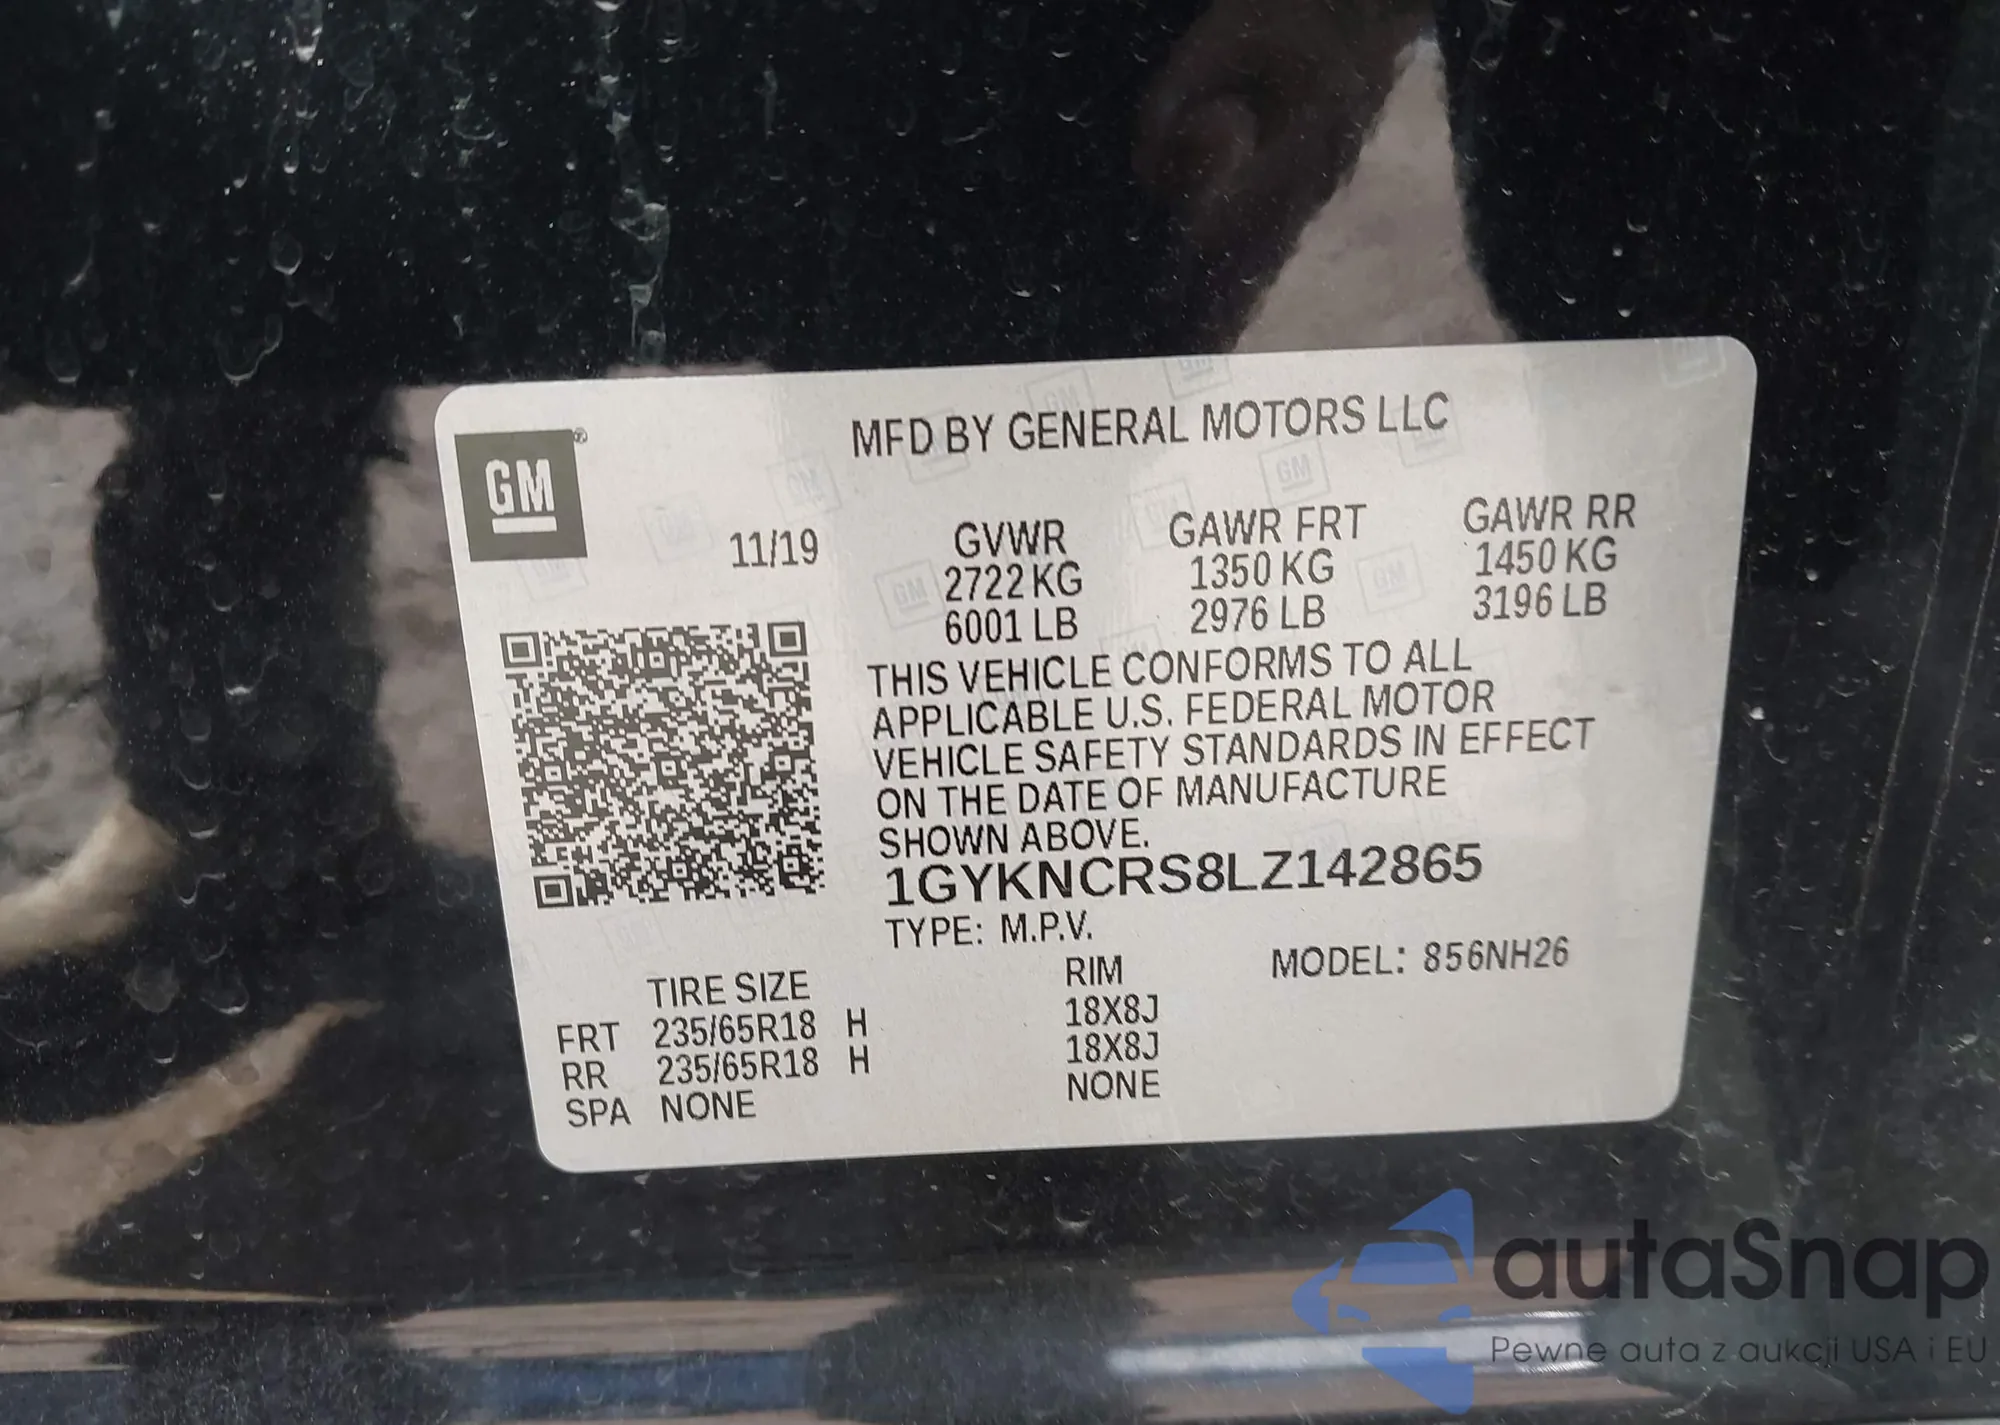 GM
MFD BY GENERAL MOTORS LLC
11/19 GVWR GAWR FRT GAWR RR
2722 KG 1350 KG 1450 KG
6001 LB 2976 LB 3196 LB
THIS VEHICLE CONFORMS TO ALL
APPLICABLE U.S. FEDERAL MOTOR
VEHICLE SAFETY STANDARDS IN EFFECT
ON THE DATE OF MANUFACTURE
SHOWN ABOVE.
1GYKNCRS8LZ142865
TYPE: M.P.V.
MODEL: 856NH26
TIRE SIZE RIM
FRT 235/65R18 H 18X8J
RR 235/65R18 H 18X8J
SPA NONE NONE
autaSnap
Pewne auta z aukcji USA i EU